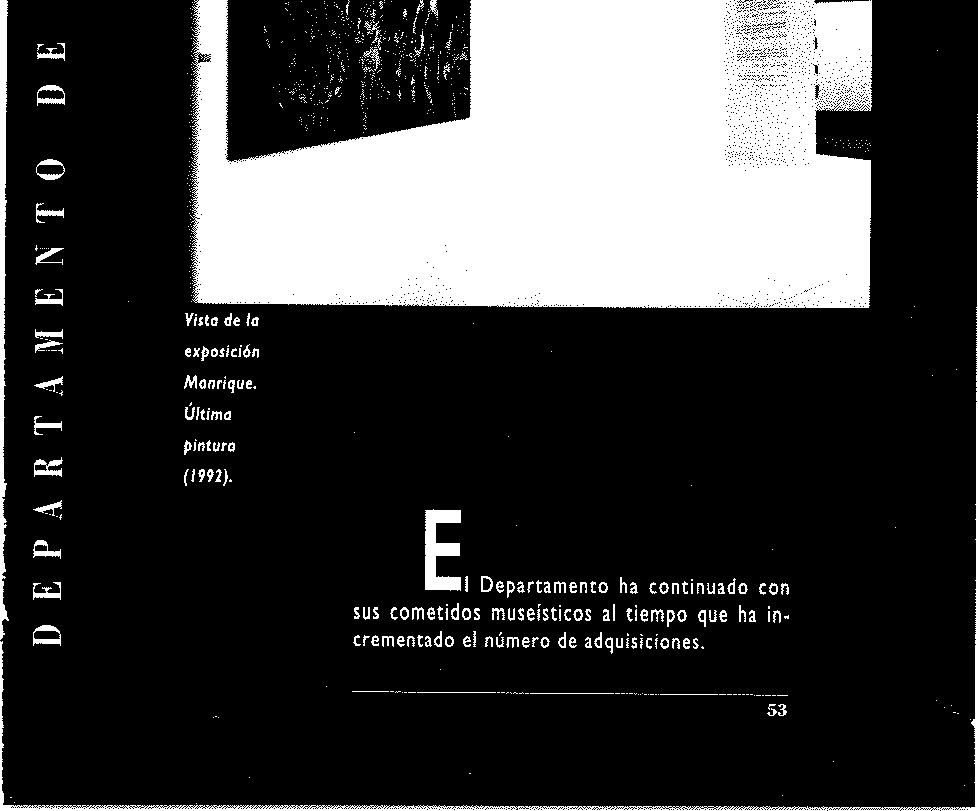 DEPARTAMENTO DE
Vista de la
exposición
Manrique.
Última
pintura
(1992).
El Departamento ha continuado con
sus cometidos museísticos al tiempo que ha in-
crementado el número de adquisiciones.
53